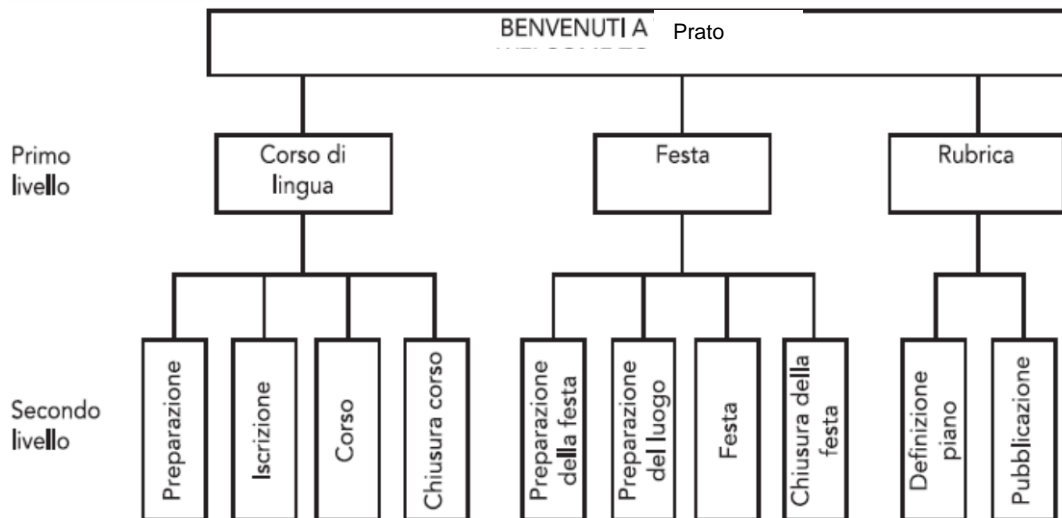 BENVENUTI A Prato
Primo
livello
Corso di
lingua
Festa
Rubrica
Secondo
livello
Preparazione
Iscrizione
Corso
Chiusura corso
Preparazione
della festa
Preparazione
del luogo
Festa
Chiusura della
festa
Definizione
piano
Pubblicazione